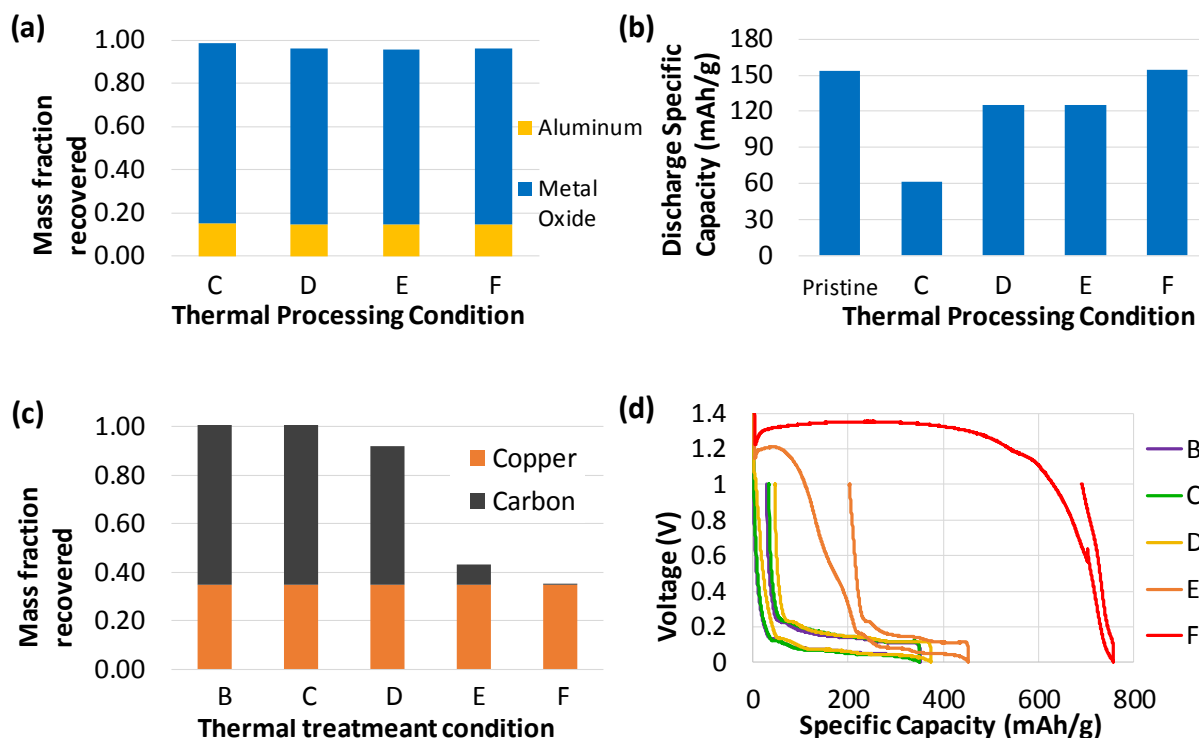 (a)
Mass fraction
recovered
1.00
0.80
0.60
0.40
0.20
0.00
Aluminum
Metal
Oxide
C D E F
Thermal Processing Condition
(b)
Discharge Specific
Capacity (mAh/g)
180
150
120
90
60
30
0
Pristine C D E F
Thermal Processing Condition
(c)
Mass fraction
recovered
1.00
0.80
0.60
0.40
0.20
0.00
Copper
Carbon
B C D E F
Thermal treatmeant condition
(d)
Voltage (V)
1.4
1.2
1
0.8
0.6
0.4
0.2
0
0 200 400 600 800
Specific Capacity (mAh/g)
B
C
D
E
F